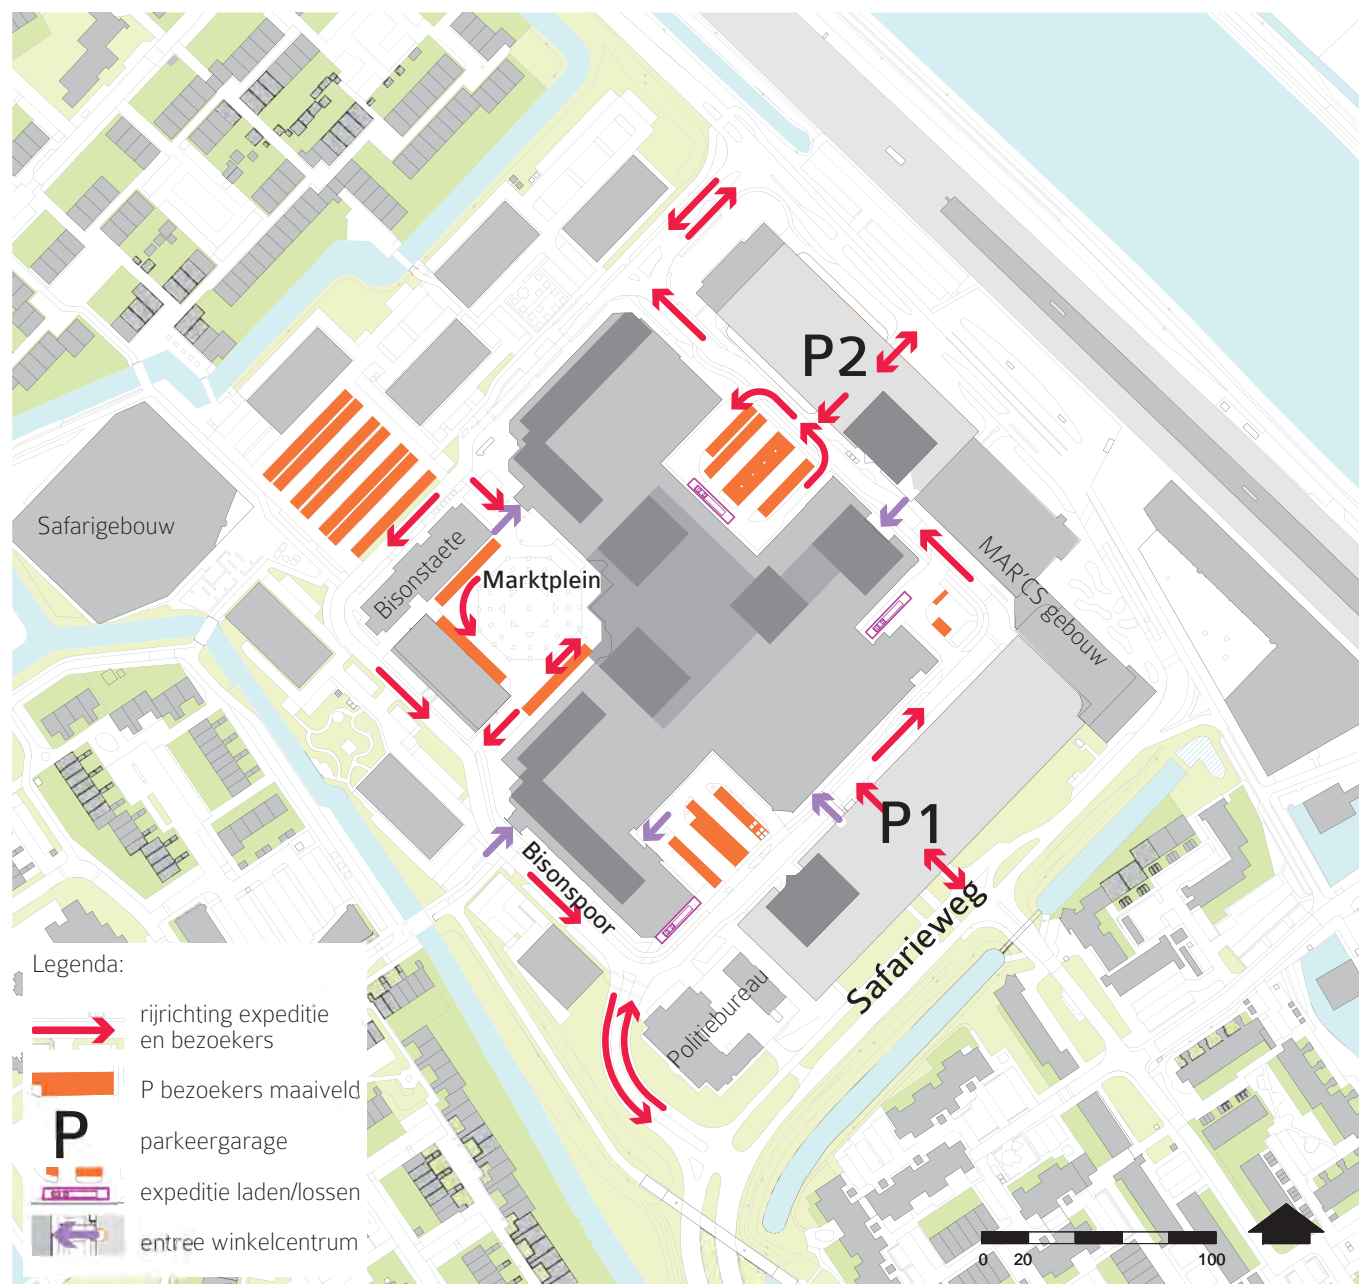 P2
Safarigebouw
Bisonstaete
Marktplein
MAR'CS gebouw
P1
Bisonspoor
Safarieweg
Politiebureau
Legenda:
rijrichting expeditie
en bezoekers
P bezoekers maaiveld
P
parkeergarage
expeditie laden/lossen
entree winkelcentrum
0 20 100